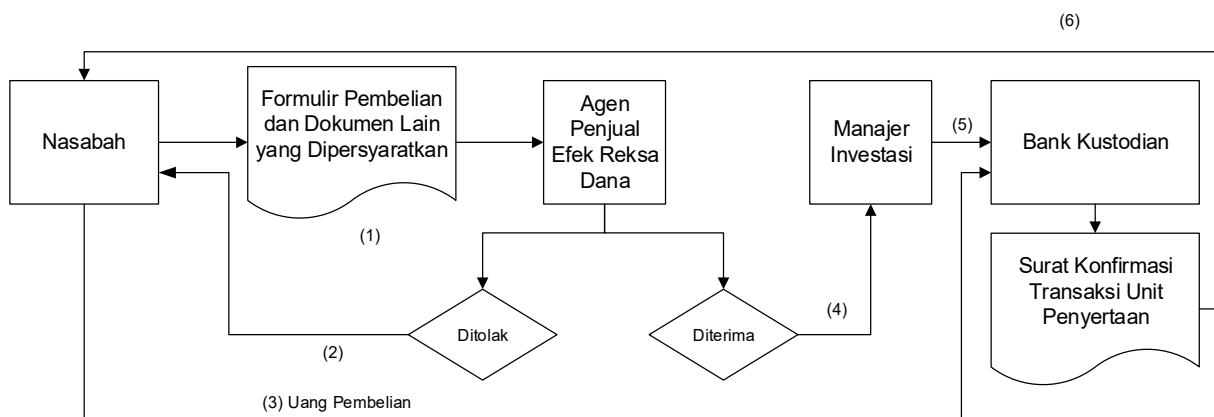 (6)
Nasabah
Formulir Pembelian
dan Dokumen Lain
yang Dipersyaratkan
(1)
Agen
Penjual
Efek Reksa
Dana
Manajer
Investasi
(5)
Bank Kustodian
Surat Konfirmasi
Transaksi Unit
Penyertaan
(2)
Ditolak
Diterima
(4)
(3) Uang Pembelian